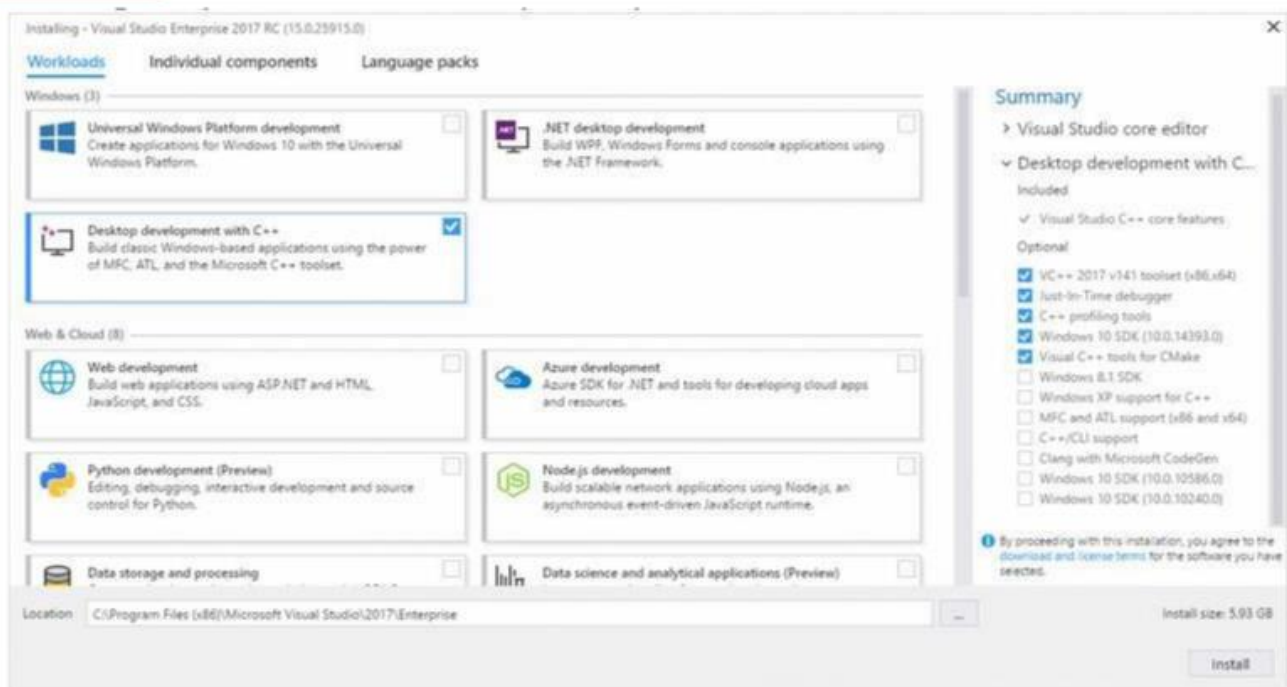 Installing - Visual Studio Enterprise 2017 RC (15.0.25915.0)
Workloads
Individual components
Language packs
Windows (3)
Universal Windows Platform development
Create applications for Windows 10 with the Universal
Windows Platform.
.NET
.NET desktop development
Build WPF, Windows Forms and console applications using
the .NET Framework.
Desktop development with C++
Build classic Windows-based applications using the power
of MFC, ATL, and the Microsoft C++ toolset.
Web & Cloud (8)
Web development
Build web applications using ASP.NET and HTML,
JavaScript, and CSS.
Azure development
Azure SDK for .NET and tools for developing cloud apps
and resources.
Python development (Preview)
Editing, debugging, interactive development and source
control for Python.
JS
Node.js development
Build scalable network applications using Node.js, an
asynchronous event-driven JavaScript runtime.
Data storage and processing
Data science and analytical applications (Preview)
Summary
Visual Studio core editor
Desktop development with C...
Included
Visual Studio C++ core features
Optional
VC++ 2017 v141 toolset (x86,x64)
Just-In-Time debugger
C++ profiling tools
Windows 10 SDK (10.0.14393.0)
Visual C++ tools for CMake
Windows 8.1 SDK
Windows XP support for C++
MFC and ATL support (x86 and x64)
C++/CLI support
Clang with Microsoft CodeGen
Windows 10 SDK (10.0.10586.0)
Windows 10 SDK (10.0.10240.0)
By proceeding with this installation, you agree to the
download and license terms for the software you have
selected.
Location
C:\Program Files (x86)\Microsoft Visual Studio\2017\Enterprise
...
Install size: 5.93 GB
Install